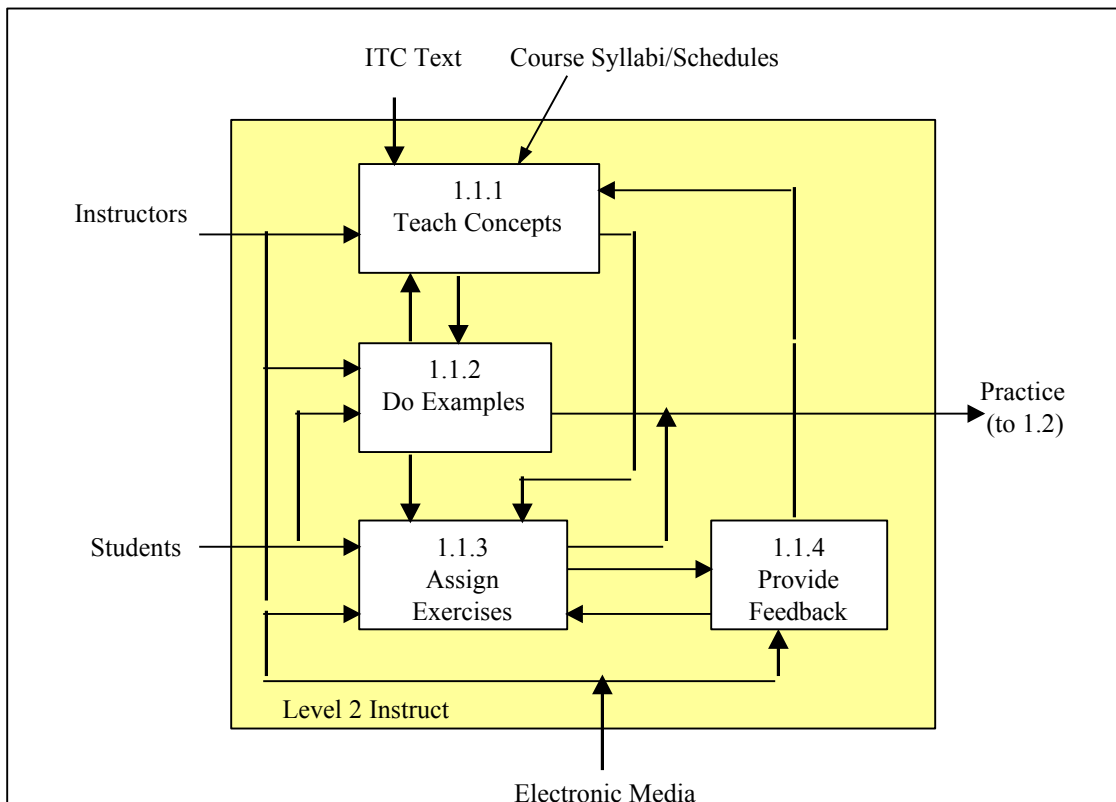 ITC Text
Course Syllabi/Schedules
1.1.1
Teach Concepts
Instructors
1.1.2
Do Examples
Practice
(to 1.2)
Students
1.1.3
Assign
Exercises
1.1.4
Provide
Feedback
Level 2 Instruct
Electronic Media